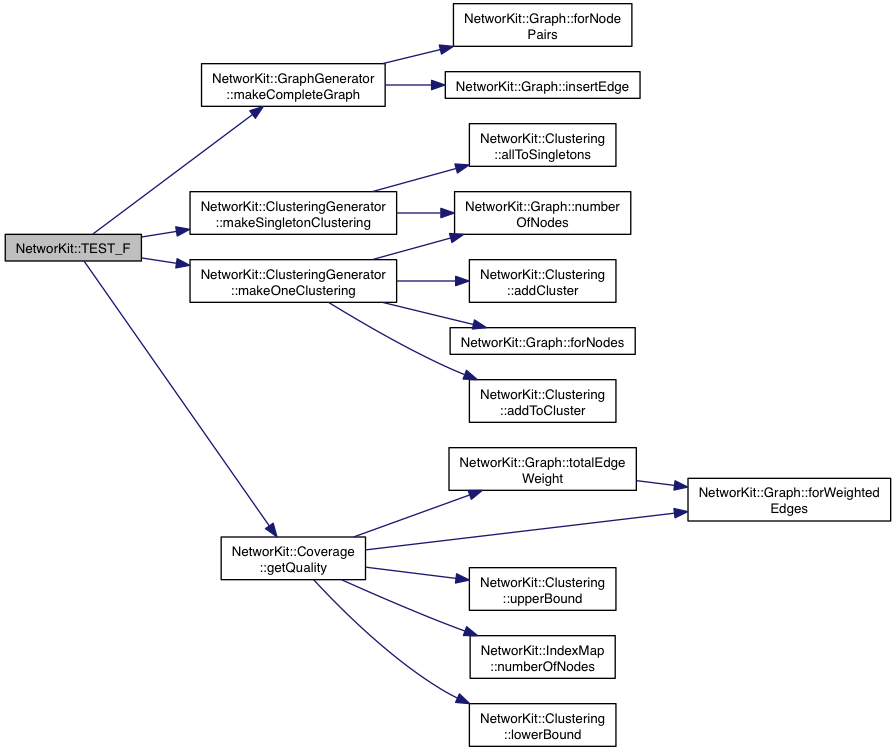 NetworKit::TEST_F
NetworKit::GraphGenerator
::makeCompleteGraph
NetworKit::Graph::forNode
Pairs
NetworKit::Graph::insertEdge
NetworKit::ClusteringGenerator
::makeSingletonClustering
NetworKit::Clustering
::allToSingletons
NetworKit::Graph::number
OfNodes
NetworKit::ClusteringGenerator
::makeOneClustering
NetworKit::Clustering
::addCluster
NetworKit::Graph::forNodes
NetworKit::Clustering
::addToCluster
NetworKit::Coverage
::getQuality
NetworKit::Graph::totalEdge
Weight
NetworKit::Graph::forWeighted
Edges
NetworKit::Clustering
::upperBound
NetworKit::IndexMap
::numberOfNodes
NetworKit::Clustering
::lowerBound